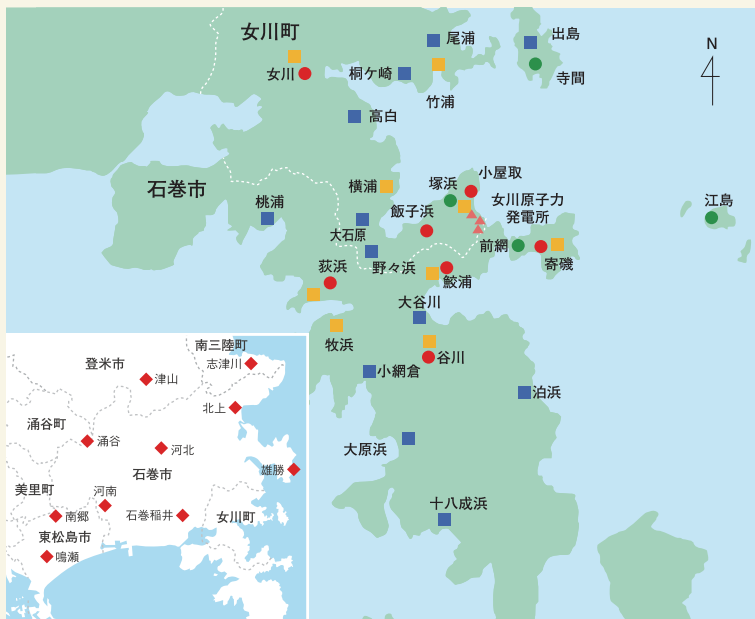 女川町
尾浦
出島
N
女川
桐ケ崎
寺間
竹浦
高白
石巻市
横浦
塚浜
小屋取
桃浦
飯子浜
女川原子力
発電所
江島
大石原
前網
荻浜
野々浜
寄磯
鮫浦
大谷川
牧浜
谷川
小網倉
泊浜
大原浜
十八成浜
南三陸町
登米市
志津川
津山
北上
涌谷町
涌谷
河北
石巻市
雄勝
美里町
河南
南郷
石巻稲井
女川町
東松島市
鳴瀬